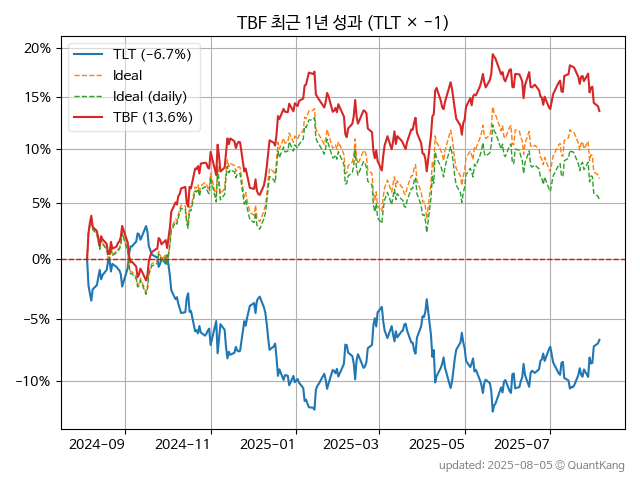 TBF 최근 1년 성과 (TLT × −1)
20%
15%
10%
5%
0%
−5%
−10%
TLT (−6.7%)
Ideal
Ideal (daily)
TBF (13.6%)
2024-09
2024-11
2025-01
2025-03
2025-05
2025-07
updated: 2025-08-05 © QuantKang